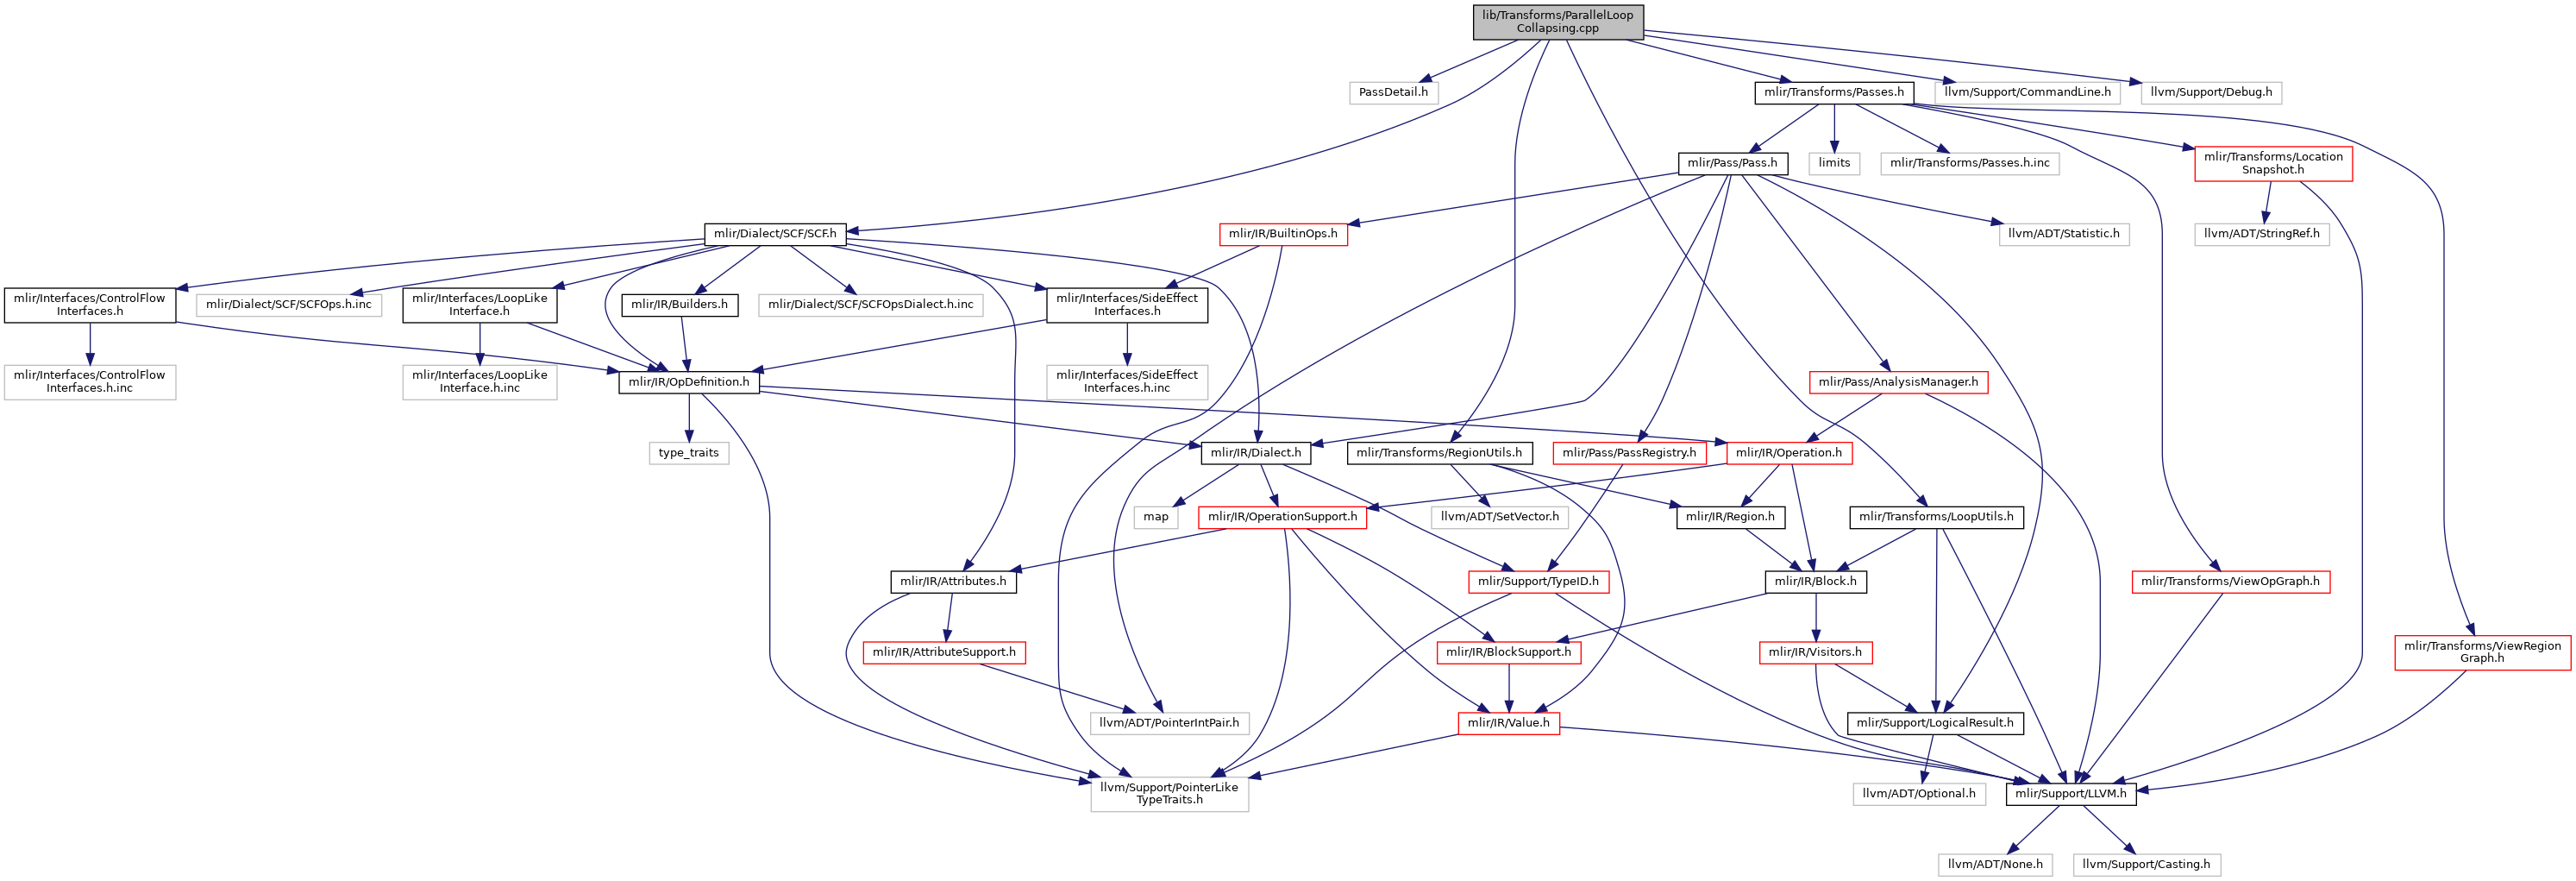 lib/Transforms/ParallelLoop
Collapsing.cpp
PassDetail.h
mlir/Transforms/Passes.h
llvm/Support/CommandLine.h
llvm/Support/Debug.h
mlir/Pass/Pass.h
limits
mlir/Transforms/Passes.h.inc
mlir/Transforms/Location
Snapshot.h
mlir/Dialect/SCF/SCF.h
mlir/IR/BuiltinOps.h
llvm/ADT/Statistic.h
llvm/ADT/StringRef.h
mlir/Interfaces/ControlFlow
Interfaces.h
mlir/Dialect/SCF/SCFOps.h.inc
mlir/Interfaces/LoopLike
Interface.h
mlir/IR/Builders.h
mlir/Dialect/SCF/SCFOpsDialect.h.inc
mlir/Interfaces/SideEffect
Interfaces.h
mlir/Interfaces/ControlFlow
Interfaces.h.inc
mlir/Interfaces/LoopLike
Interface.h.inc
mlir/IR/OpDefinition.h
mlir/Interfaces/SideEffect
Interfaces.h.inc
mlir/Pass/AnalysisManager.h
type_traits
mlir/IR/Dialect.h
mlir/Transforms/RegionUtils.h
mlir/Pass/PassRegistry.h
mlir/IR/Operation.h
map
mlir/IR/OperationSupport.h
llvm/ADT/SetVector.h
mlir/IR/Region.h
mlir/Transforms/LoopUtils.h
mlir/IR/Attributes.h
mlir/Support/TypeID.h
mlir/IR/Block.h
mlir/Transforms/ViewOpGraph.h
mlir/IR/AttributeSupport.h
mlir/IR/BlockSupport.h
mlir/IR/Visitors.h
mlir/Transforms/ViewRegion
Graph.h
llvm/ADT/PointerIntPair.h
mlir/IR/Value.h
mlir/Support/LogicalResult.h
llvm/Support/PointerLike
TypeTraits.h
llvm/ADT/Optional.h
mlir/Support/LLVM.h
llvm/ADT/None.h
llvm/Support/Casting.h